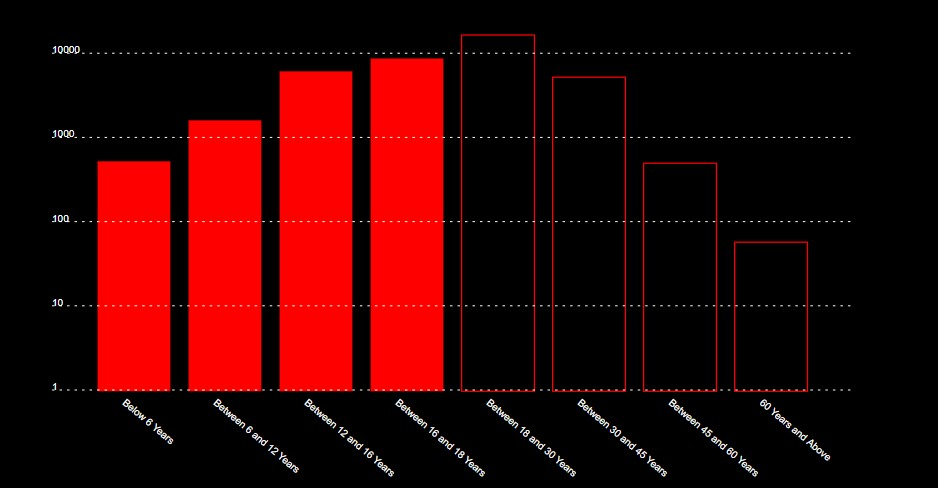 10000
1000
100
10
1
Below 6 Years
Between 6 and 12 Years
Between 12 and 16 Years
Between 16 and 18 Years
Between 18 and 30 Years
Between 30 and 45 Years
Between 45 and 60 Years
60 Years and Above